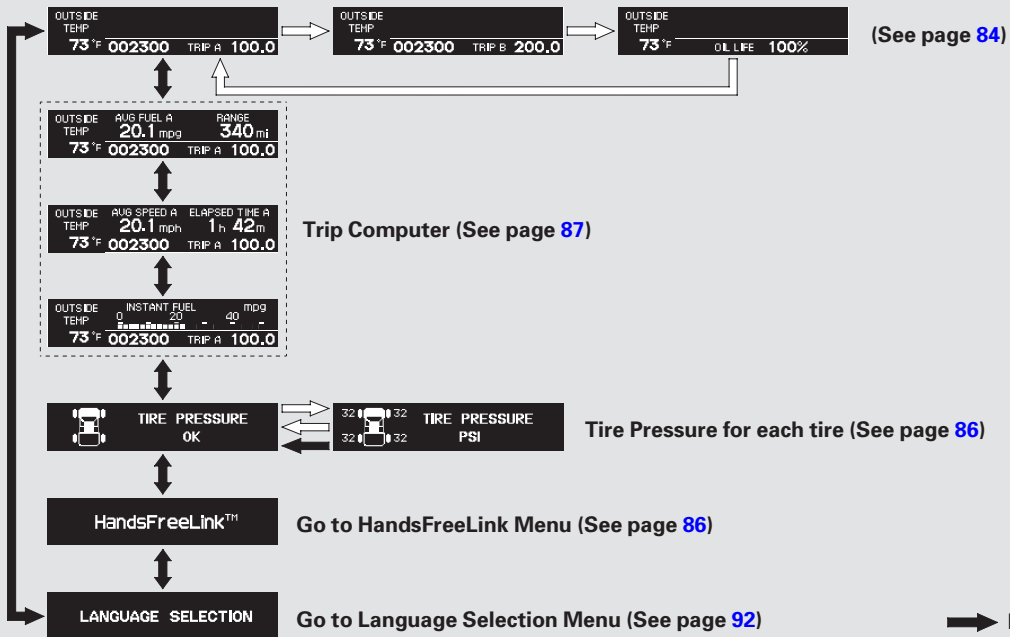 OUTSIDE
TEMP
73°F 002300 TRIP A 100.0
OUTSIDE
TEMP
73°F 002300 TRIP B 200.0
OUTSIDE
TEMP
73°F OIL LIFE 100%
(See page 84)
OUTSIDE AVG FUEL A RANGE
TEMP 20.1 mpg 340 mi
73°F 002300 TRIP A 100.0
OUTSIDE AVG SPEED A ELAPSED TIME A
TEMP 20.1 mph 1h 42m
73°F 002300 TRIP A 100.0
Trip Computer (See page 87)
OUTSIDE INSTANT FUEL mpg
TEMP 0 20 40
73°F 002300 TRIP A 100.0
TIRE PRESSURE
OK
32 32 TIRE PRESSURE
32 32 PSI
Tire Pressure for each tire (See page 86)
HandsFreeLink™
Go to HandsFreeLink Menu (See page 86)
LANGUAGE SELECTION
Go to Language Selection Menu (See page 92)